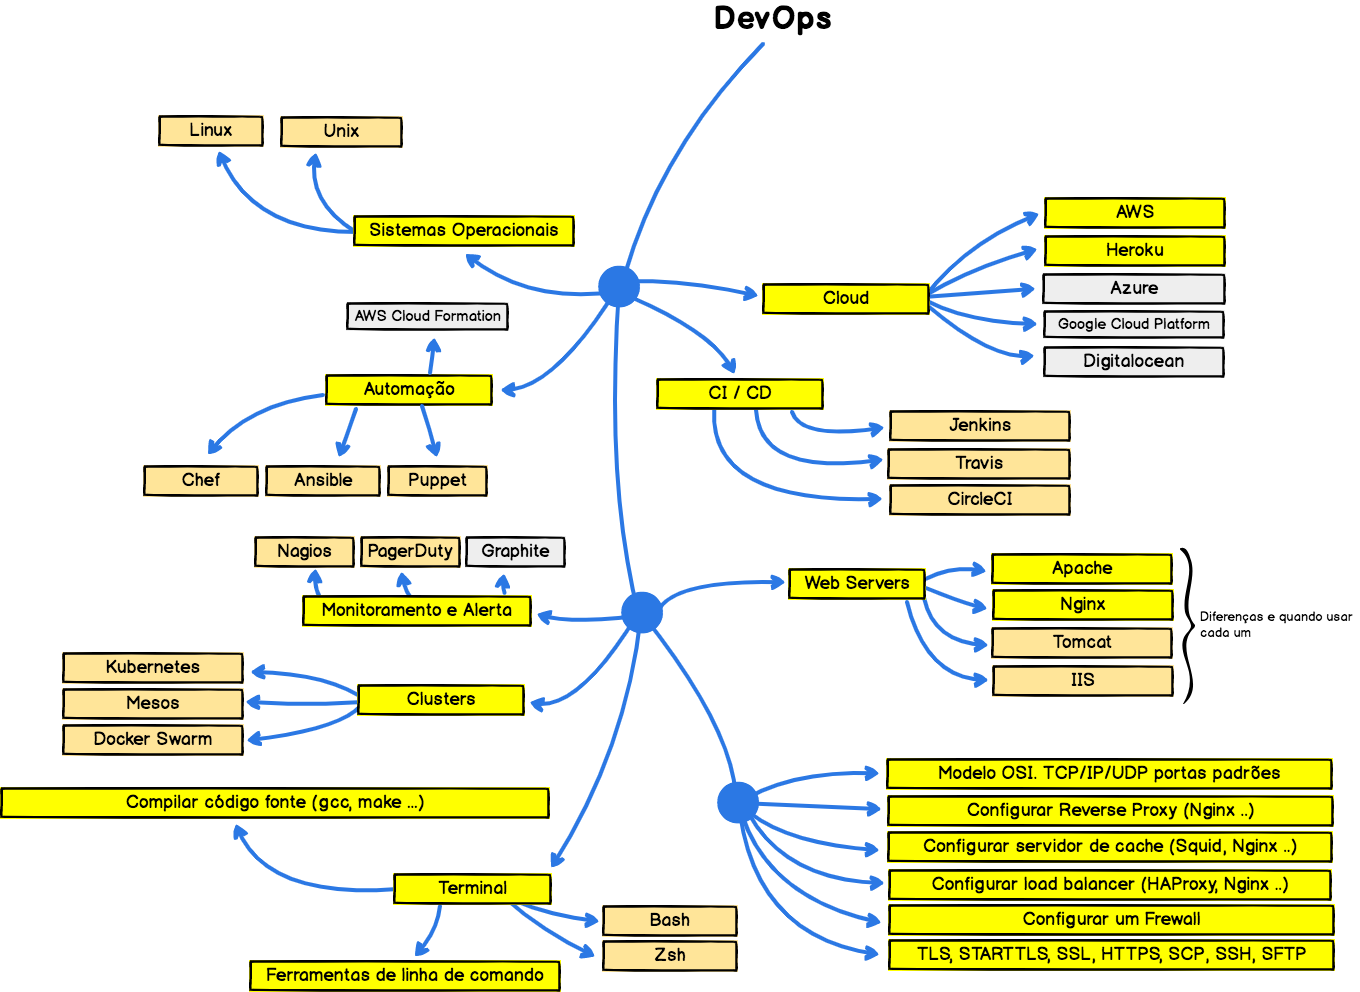 DevOps
Linux
Unix
Sistemas Operacionais
AWS
Heroku
Cloud
Azure
Google Cloud Platform
Digitalocean
AWS Cloud Formation
Automação
CI / CD
Jenkins
Travis
CircleCI
Chef
Ansible
Puppet
Nagios
PagerDuty
Graphite
Monitoramento e Alerta
Web Servers
Apache
Nginx
Tomcat
IIS
Diferenças e quando usar
cada um
Kubernetes
Mesos
Docker Swarm
Clusters
Modelo OSI. TCP/IP/UDP portas padrões
Configurar Reverse Proxy (Nginx ..)
Configurar servidor de cache (Squid, Nginx ..)
Configurar load balancer (HAProxy, Nginx ..)
Configurar um Firewall
TLS, STARTTLS, SSL, HTTPS, SCP, SSH, SFTP
Compilar código fonte (gcc, make ...)
Terminal
Bash
Zsh
Ferramentas de linha de comando